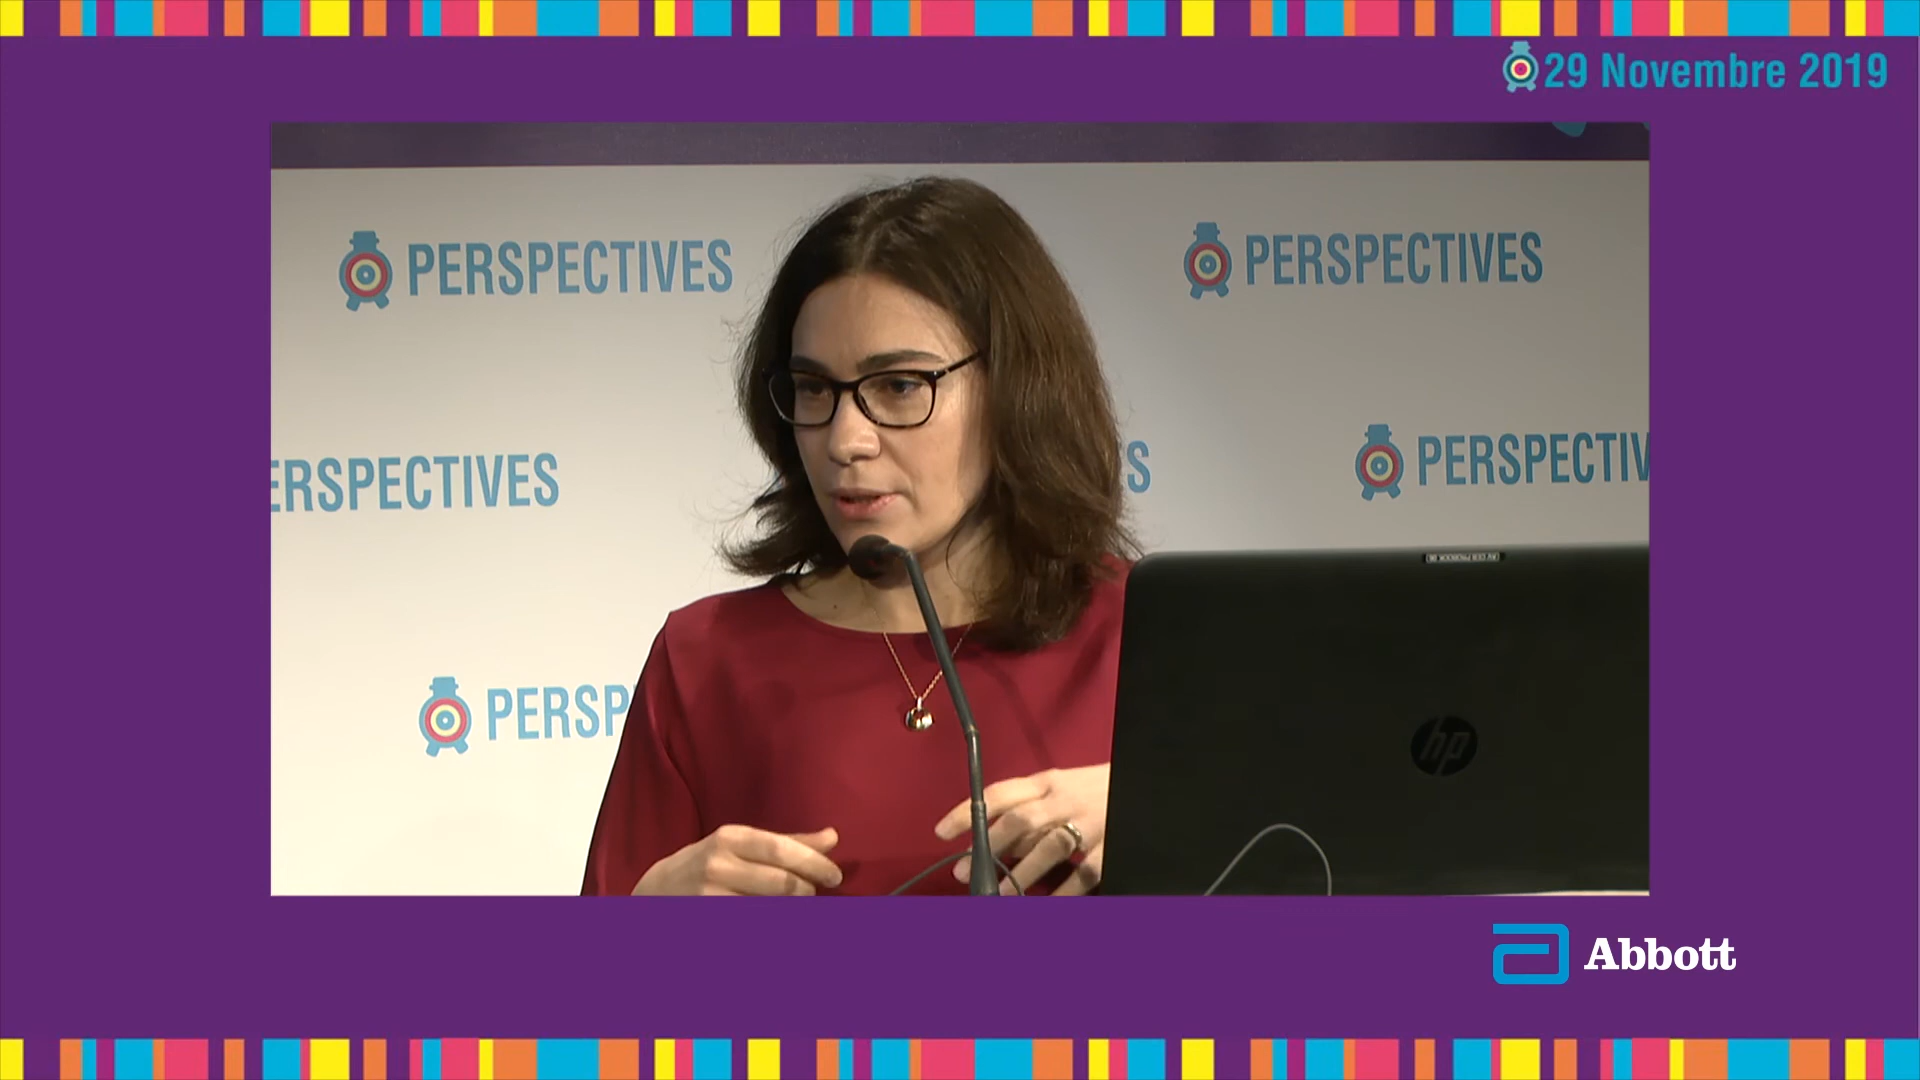 29 Novembre 2019
PERSPECTIVES
PERSPECTIVES
ERSPECTIVES
S
PERSPECTIV
PERSP
hp
Abbott